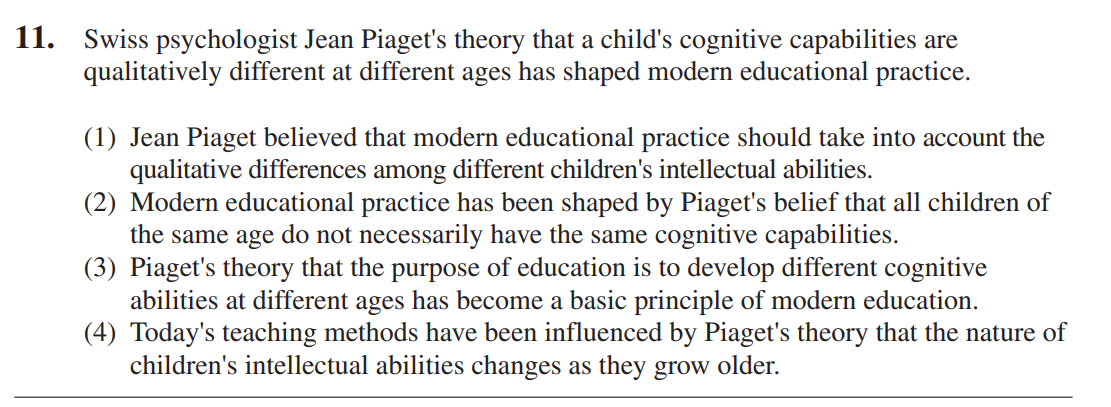 11. Swiss psychologist Jean Piaget's theory that a child's cognitive capabilities are
qualitatively different at different ages has shaped modern educational practice.
(1) Jean Piaget believed that modern educational practice should take into account the
qualitative differences among different children's intellectual abilities.
(2) Modern educational practice has been shaped by Piaget's belief that all children of
the same age do not necessarily have the same cognitive capabilities.
(3) Piaget's theory that the purpose of education is to develop different cognitive
abilities at different ages has become a basic principle of modern education.
(4) Today's teaching methods have been influenced by Piaget's theory that the nature of
children's intellectual abilities changes as they grow older.